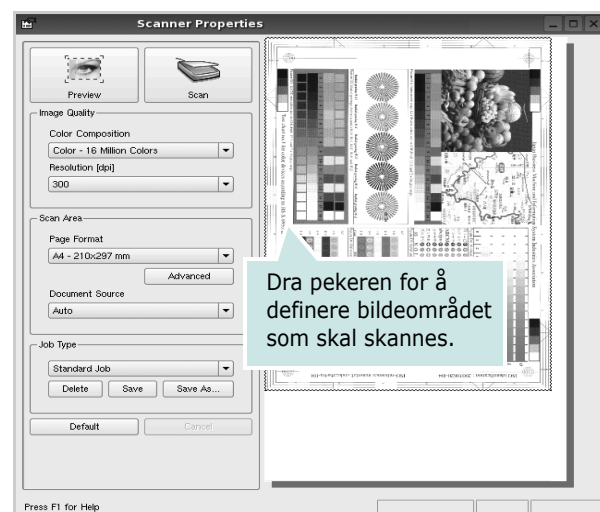 Scanner Properties
Preview
Scan
Image Quality
Color Composition
Color - 16 Million Colors
Resolution [dpi]
300
Scan Area
Page Format
A4 - 210x297 mm
Advanced
Document Source
Auto
Job Type
Standard Job
Delete
Save
Save As...
Default
Cancel
Press F1 for Help
Dra pekeren for å
definere bildeområdet
som skal skannes.